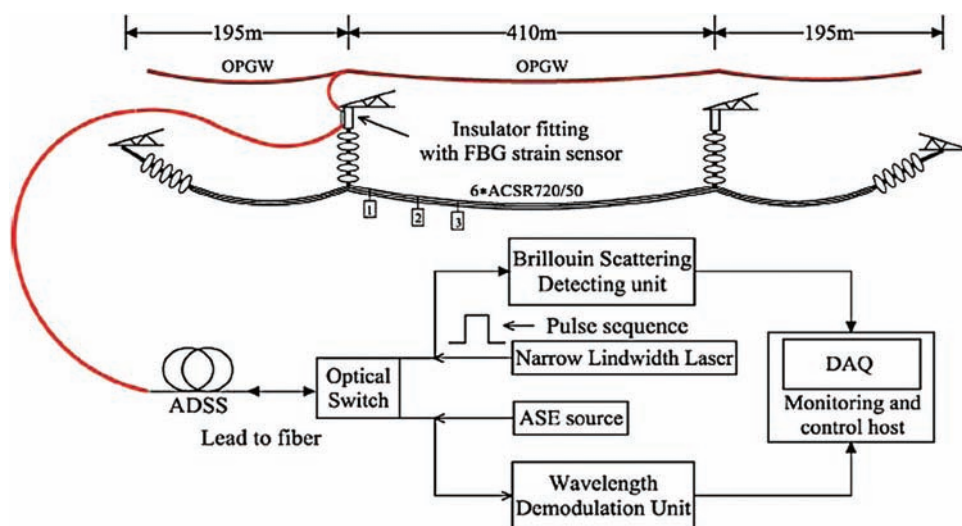 195m
410m
195m
OPGW
OPGW
Insulator fitting
with FBG strain sensor
6*ACSR720/50
1
2
3
Brillouin Scattering
Detecting unit
Pulse sequence
Narrow Lindwidth Laser
DAQ
Monitoring and
control host
Optical
Switch
ADSS
Lead to fiber
ASE source
Wavelength
Demodulation Unit